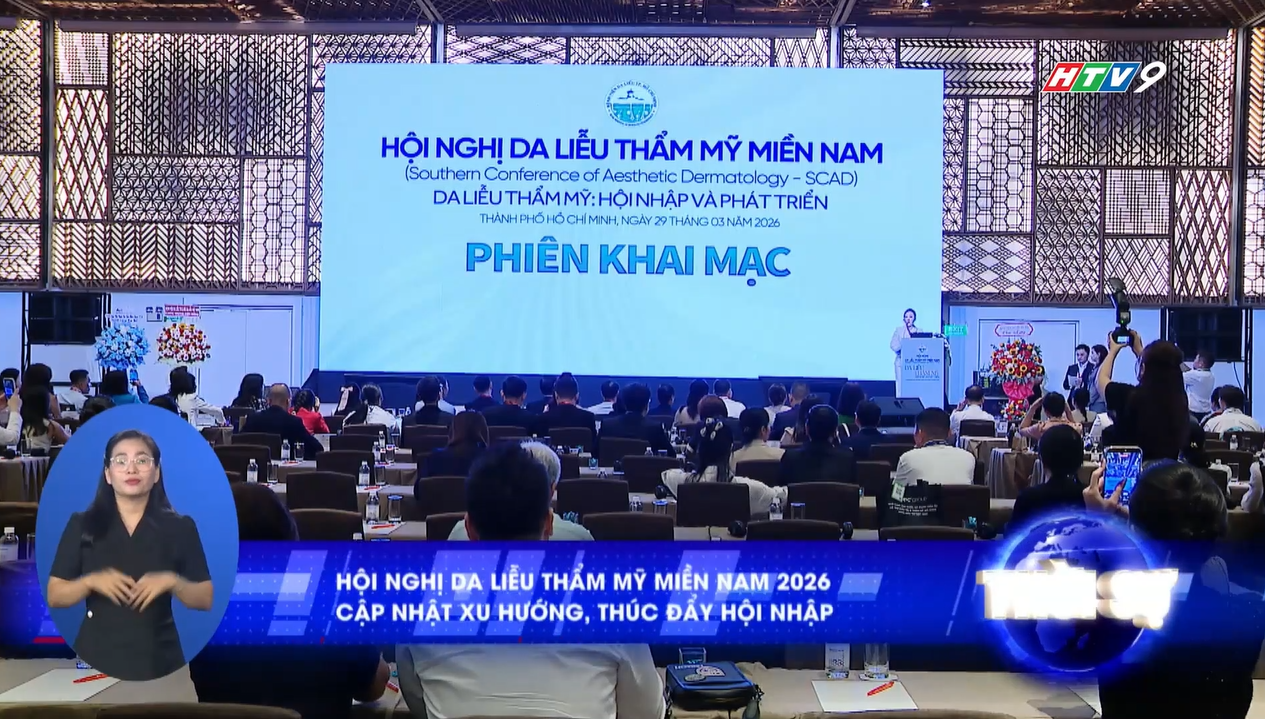 HTV9
HỘI NGHỊ DA LIỄU THẨM MỸ MIỀN NAM
(Southern Conference of Aesthetic Dermatology - SCAD)
DA LIỄU THẨM MỸ: HỘI NHẬP VÀ PHÁT TRIỂN
THÀNH PHỐ HỒ CHÍ MINH, NGÀY 29 THÁNG 03 NĂM 2026
PHIÊN KHAI MẠC
HỘI NGHỊ DA LIỄU THẨM MỸ MIỀN NAM 2026
CẬP NHẬT XU HƯỚNG, THÚC ĐẨY HỘI NHẬP
THỜI SỰ